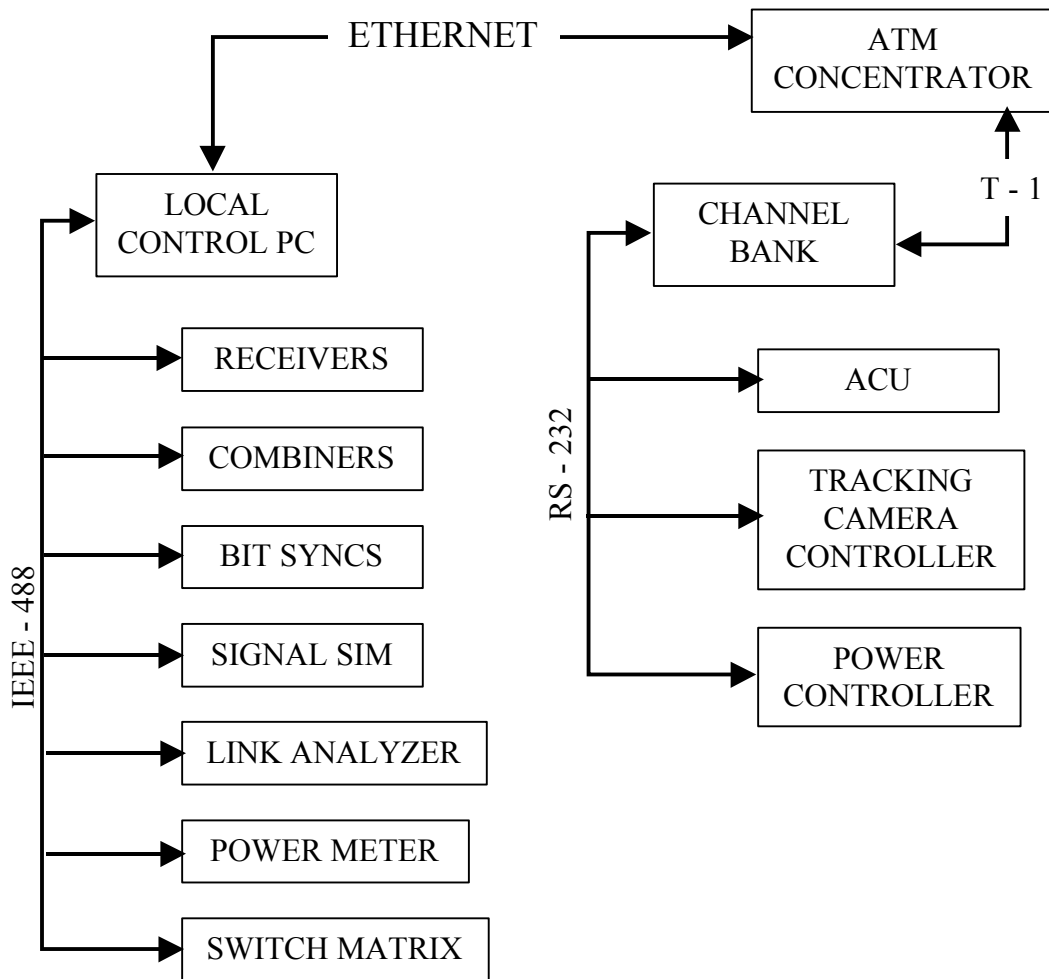 ETHERNET
ATM
CONCENTRATOR
T - 1
LOCAL
CONTROL PC
CHANNEL
BANK
IEEE - 488
RECEIVERS
COMBINERS
BIT SYNCS
SIGNAL SIM
LINK ANALYZER
POWER METER
SWITCH MATRIX
RS - 232
ACU
TRACKING
CAMERA
CONTROLLER
POWER
CONTROLLER